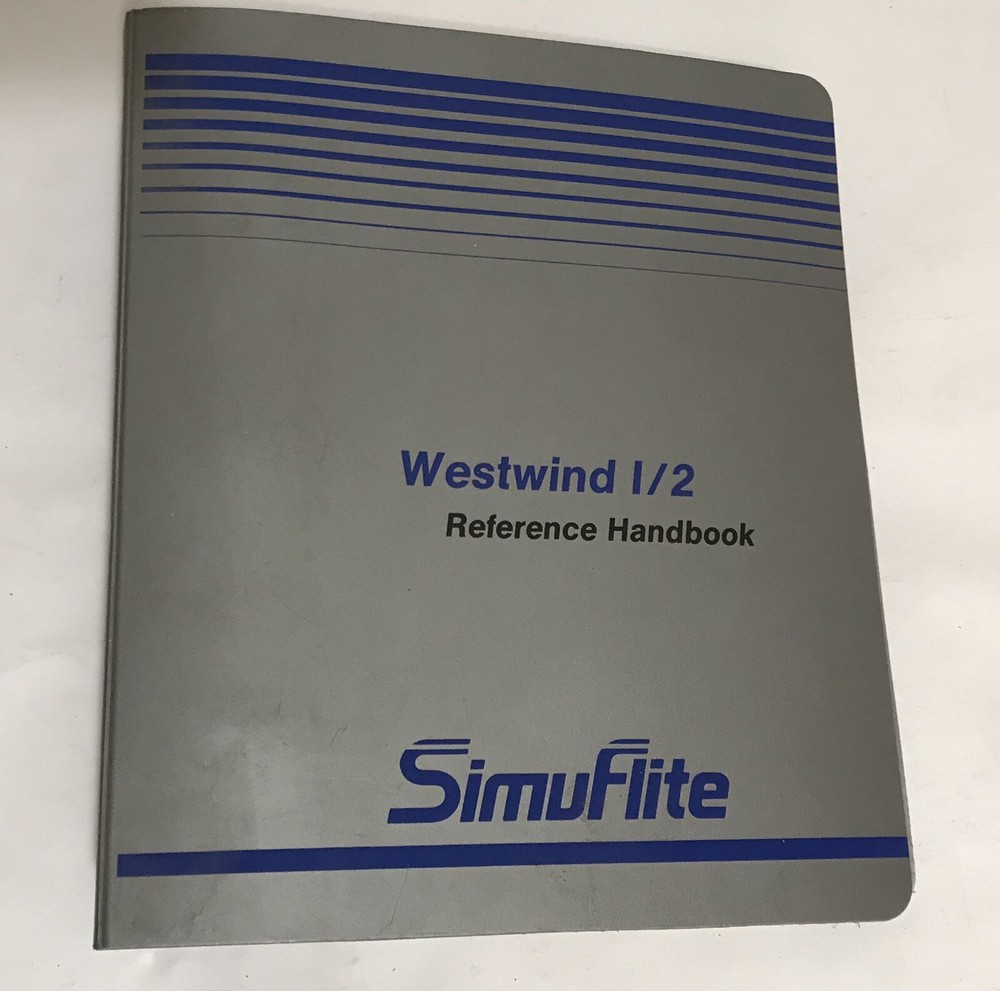 Westwind I/2
Reference Handbook
SimuFlite